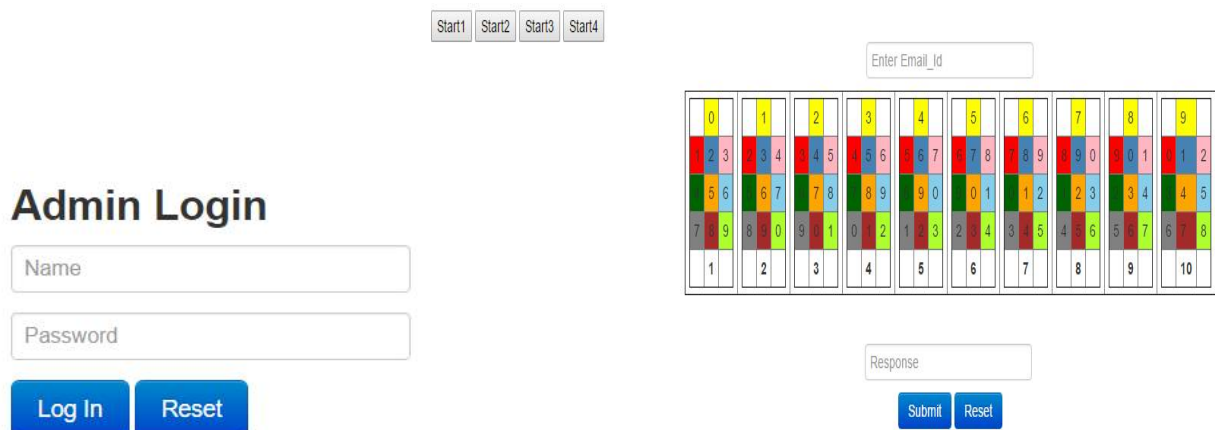 Start1 Start2 Start3 Start4
Admin Login
Name
Password
Log In Reset
Enter Email_Id
0 1 2 3 4 5 6 7 8 9
1 2 3 2 3 4 3 4 5 4 5 6 5 6 7 6 7 8 7 8 9 8 9 0 9 0 1 0 1 2
5 6 6 7 7 8 8 9 9 0 0 1 1 2 2 3 3 4 4 5
7 8 9 8 9 0 9 0 1 0 1 2 1 2 3 2 3 4 3 4 5 4 5 6 5 6 7 6 7 8
1 2 3 4 5 6 7 8 9 10
Response
Submit Reset